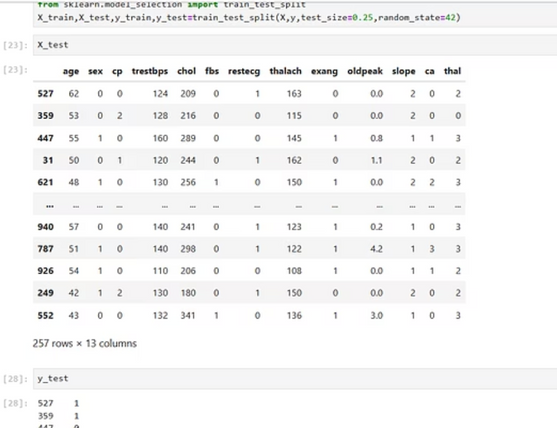 from sklearn.model_selection import train_test_split
X_train,X_test,y_train,y_test=train_test_split(X,y,test_size=0.25,random_state=42)
[23]: X_test
[23]: age sex cp trestbps chol fbs restecg thalach exang oldpeak slope ca thal
527 62 0 0 124 209 0 1 163 0 0.0 2 0 2
359 53 0 2 128 216 0 0 115 0 0.0 2 0 0
447 55 1 0 160 289 0 0 145 1 0.8 1 1 3
31 50 0 1 120 244 0 1 162 0 1.1 2 0 2
621 48 1 0 130 256 1 0 150 1 0.0 2 2 3
... ... ... ... ... ... ... ... ... ... ... ... ... ...
940 57 0 0 140 241 0 1 123 1 0.2 1 0 3
787 51 1 0 140 298 0 1 122 1 4.2 1 3 3
926 54 1 0 110 206 0 0 108 1 0.0 1 1 2
249 42 1 2 130 180 0 1 150 0 0.0 2 0 2
552 43 0 0 132 341 1 0 136 1 3.0 1 0 3
257 rows × 13 columns
[28]: y_test
[28]: 527 1
359 1
447 0